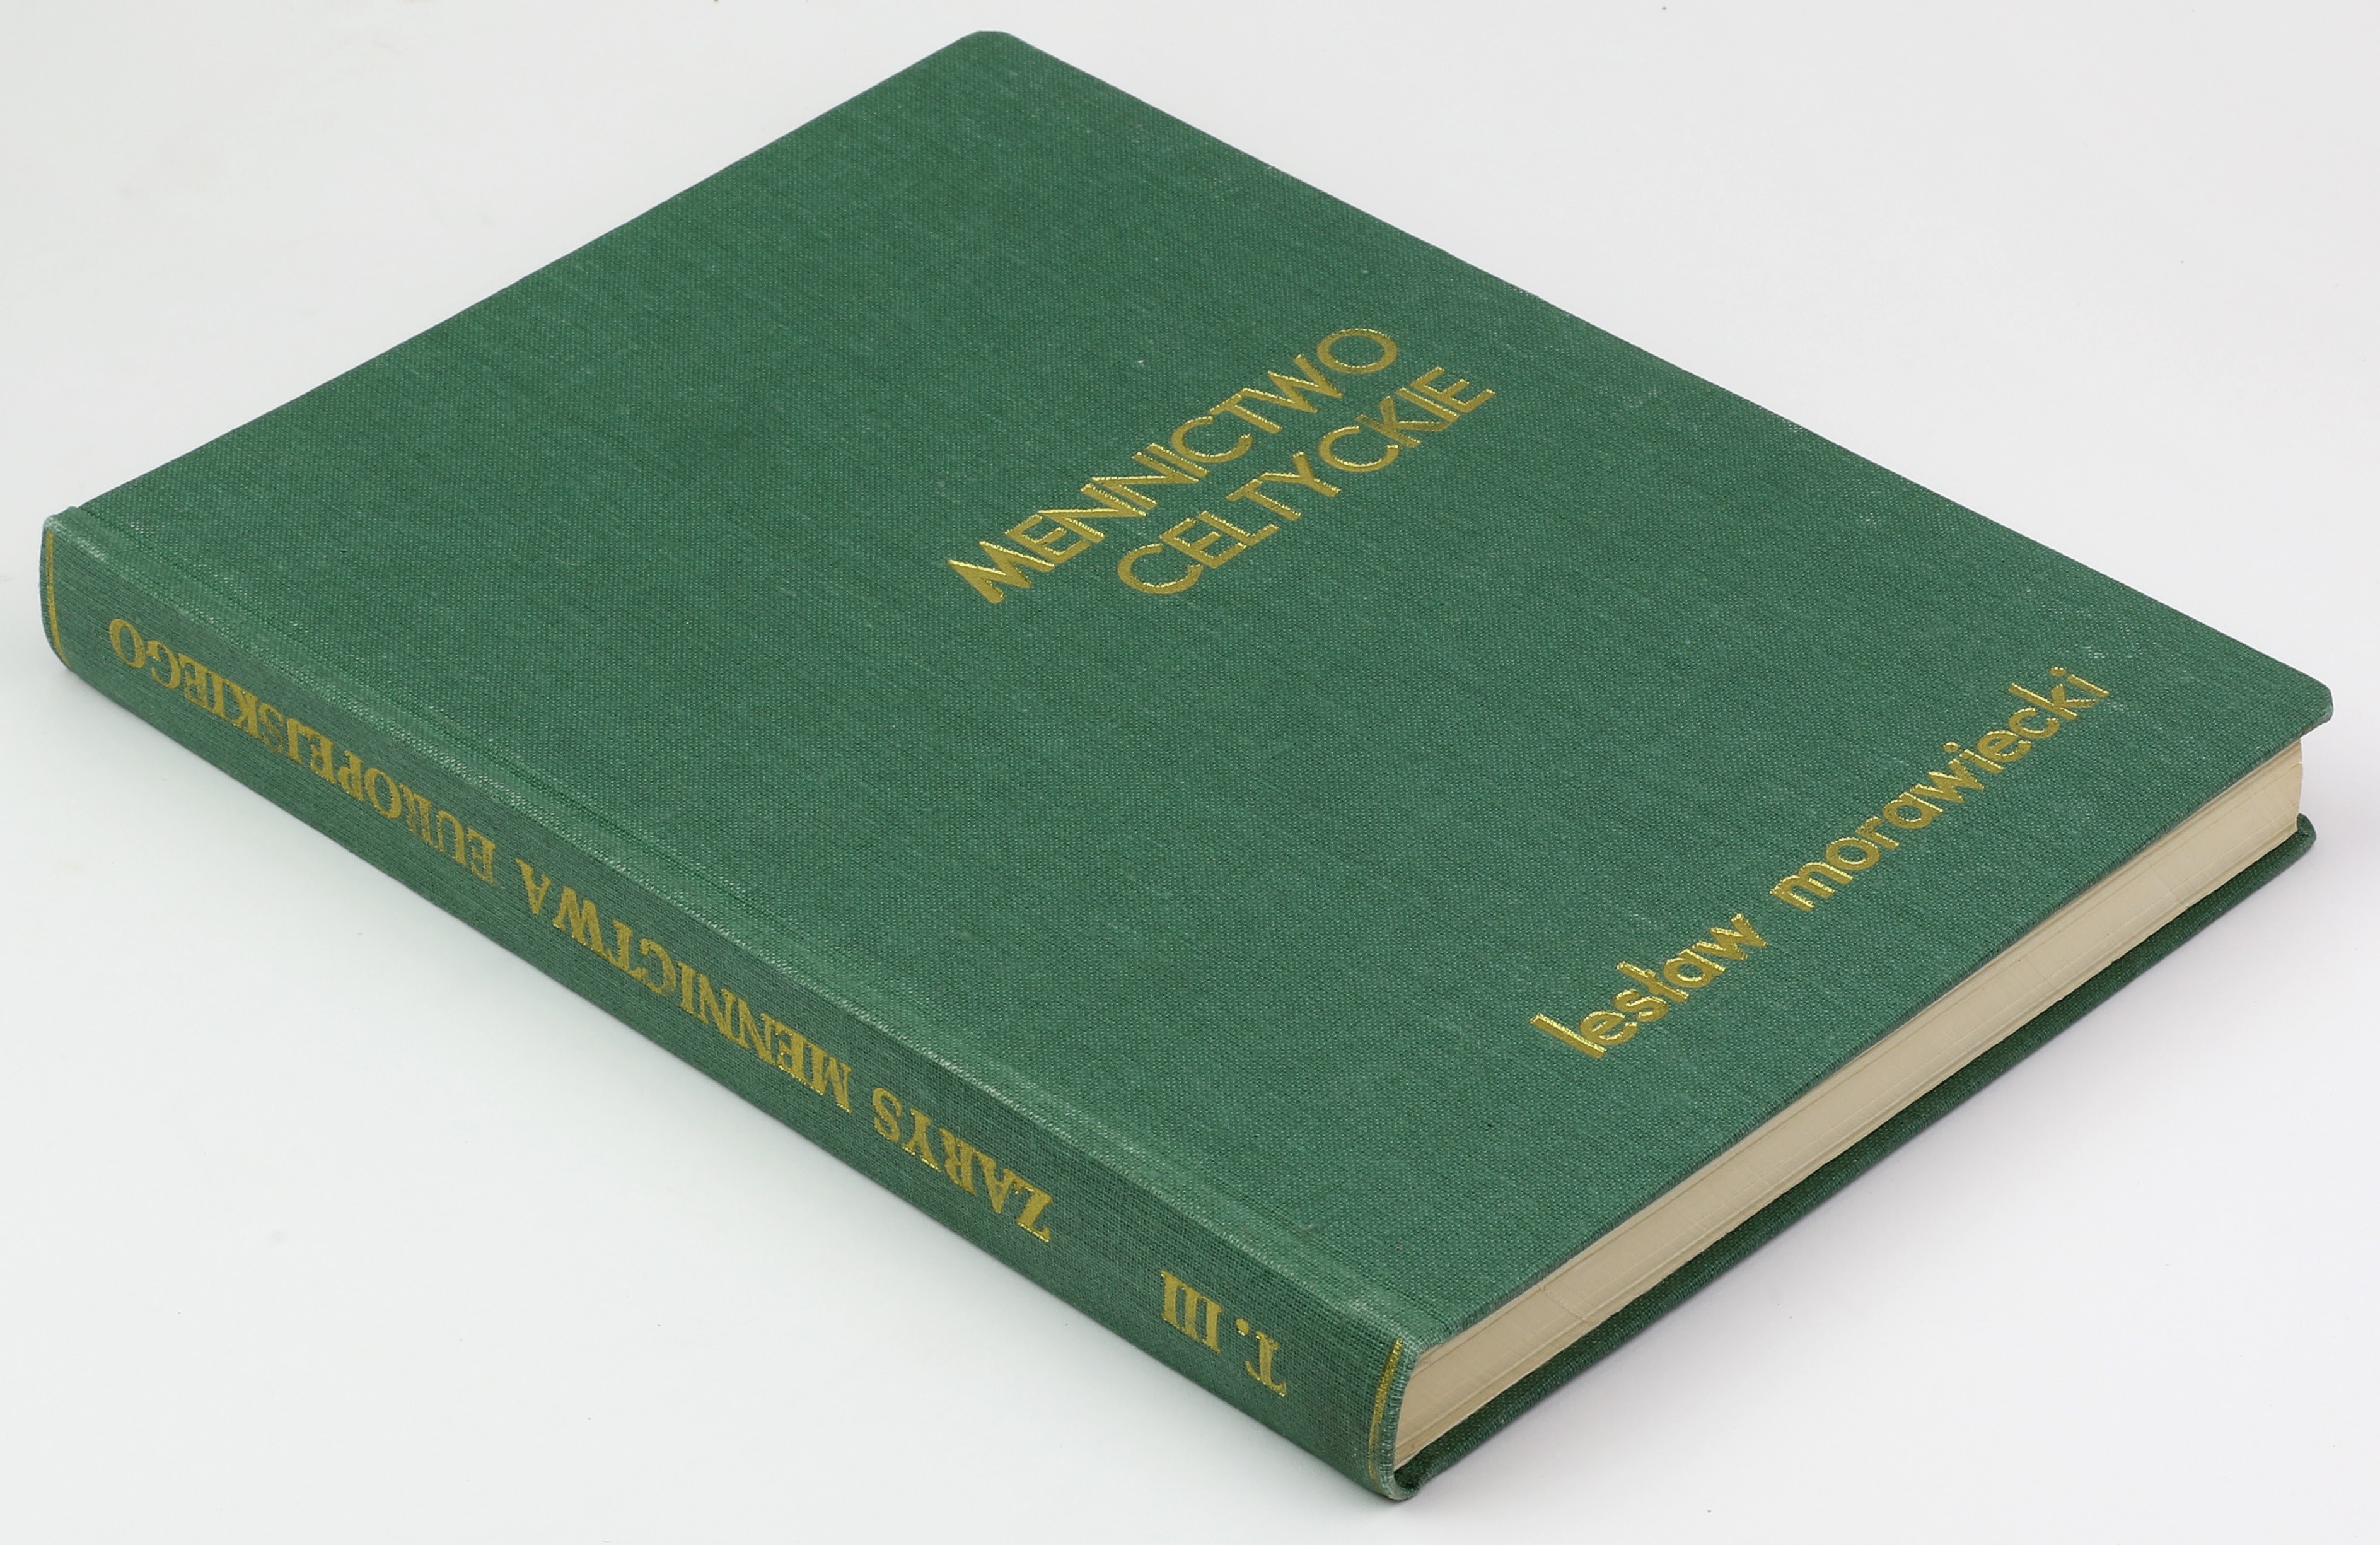 MENNICTWO
CELTYCKIE
lesław morawiecki
T. III ZARYS MENNICTWA EUROPEJSKIEGO